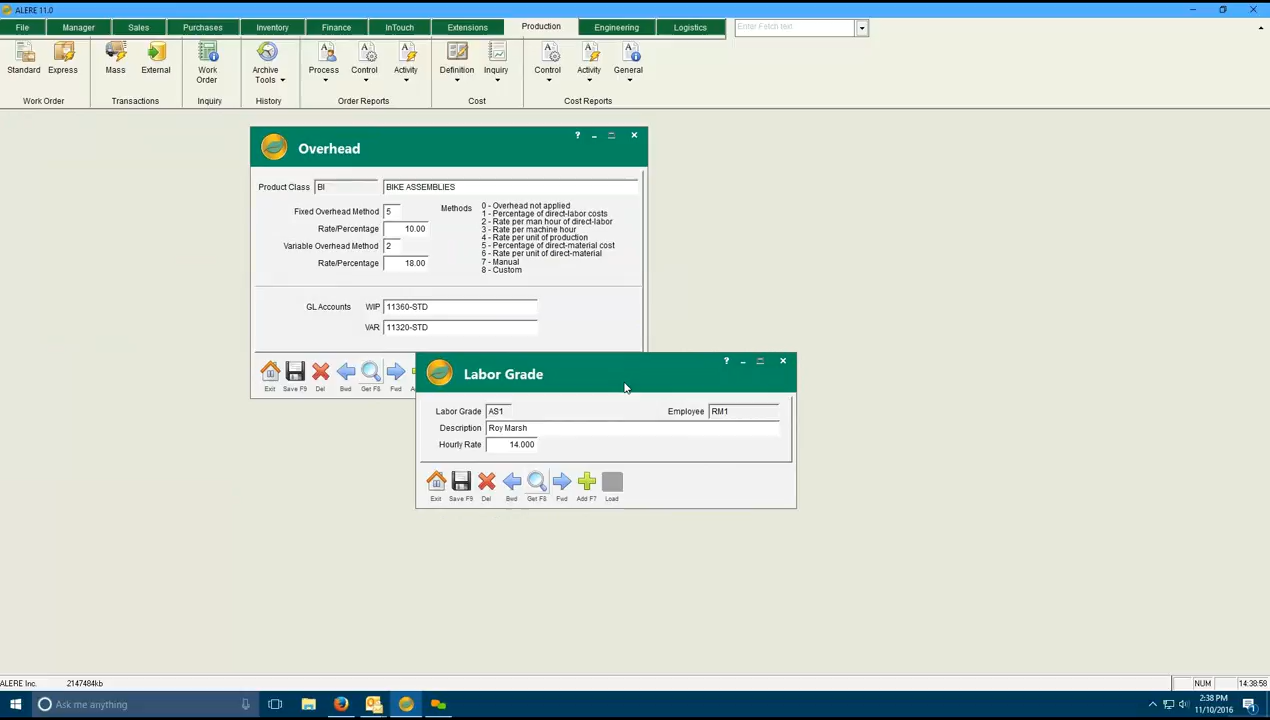 ALERE 11.0
File Manager Sales Purchases Inventory Finance InTouch Extensions Production Engineering Logistics Enter Fetch text
Standard Express Mass External Work Order Archive Tools Process Control Activity Definition Inquiry Control Activity General
Work Order Transactions Inquiry History Order Reports Cost Cost Reports
Overhead
Product Class BI BIKE ASSEMBLIES
Fixed Overhead Method 5
Rate/Percentage 10.00
Variable Overhead Method 2
Rate/Percentage 18.00
Methods
0 - Overhead not applied
1 - Percentage of direct-labor costs
2 - Rate per man hour of direct-labor
3 - Rate per machine hour
4 - Rate per unit of production
5 - Percentage of direct-material cost
6 - Rate per unit of direct-material
7 - Manual
8 - Custom
GL Accounts WIP 11360-STD
VAR 11320-STD
Exit Save F9 Del Bwd Get F8 Fwd
Labor Grade
Labor Grade AS1 Employee RM1
Description Roy Marsh
Hourly Rate 14.000
Exit Save F9 Del Bwd Get F8 Fwd Add F7 Load
ALERE Inc. 2147484kb NUM 14:38:58
Ask me anything
2:38 PM
11/10/2016